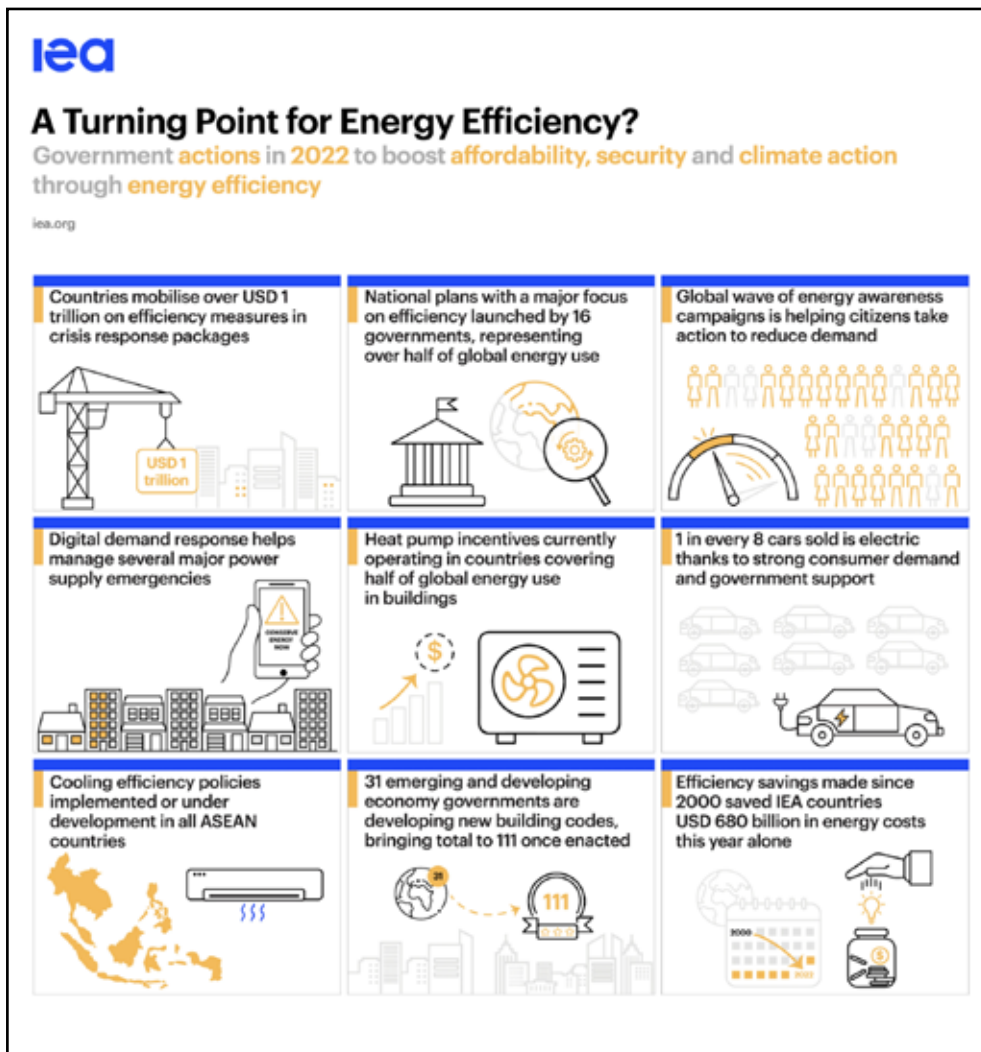 iea
A Turning Point for Energy Efficiency?
Government actions in 2022 to boost affordability, security and climate action
through energy efficiency
iea.org
Countries mobilise over USD 1
trillion on efficiency measures in
crisis response packages
USD 1
trillion
National plans with a major focus
on efficiency launched by 16
governments, representing
over half of global energy use
Global wave of energy awareness
campaigns is helping citizens take
action to reduce demand
Digital demand response helps
manage several major power
supply emergencies
CONSERVE
ENERGY
NOW
Heat pump incentives currently
operating in countries covering
half of global energy use
in buildings
$
1 in every 8 cars sold is electric
thanks to strong consumer demand
and government support
Cooling efficiency policies
implemented or under
development in all ASEAN
countries
31 emerging and developing
economy governments are
developing new building codes,
bringing total to 111 once enacted
31
111
Efficiency savings made since
2000 saved IEA countries
USD 680 billion in energy costs
this year alone
2000
2022
$